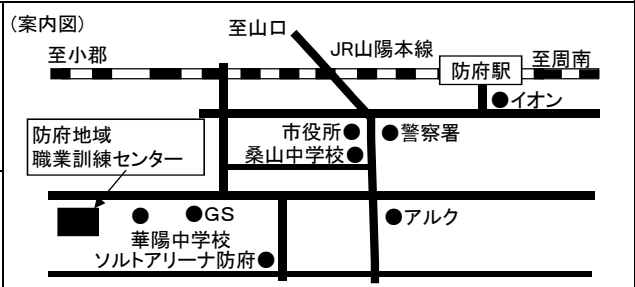 (案内図)
至山口
至小郡
JR山陽本線
防府駅
至周南
●イオン
防府地域
職業訓練センター
市役所●
●警察署
桑山中学校●
●GS
●アルク
華陽中学校
ソルトアリーナ防府●